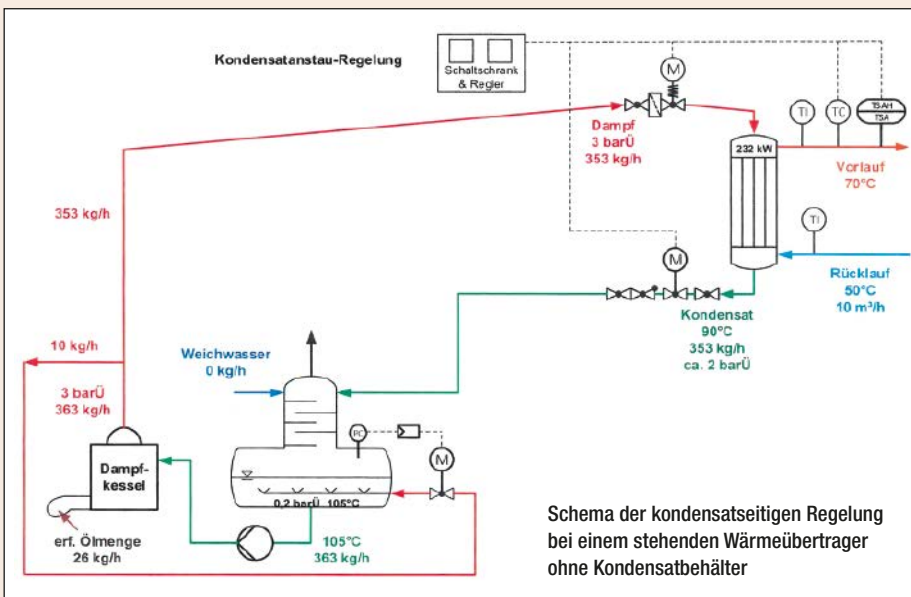 Kondensatanstau-Regelung
Schaltschrank
& Regler
M
Dampf
3 barÜ
353 kg/h
232 kW
TI
TC
TSAH
TSA
Vorlauf
70°C
353 kg/h
TI
M
Rücklauf
50°C
10 m³/h
Kondensat
90°C
353 kg/h
ca. 2 barÜ
10 kg/h
Weichwasser
0 kg/h
3 barÜ
363 kg/h
PC
M
Dampf-
kessel
0,2 barÜ 105°C
erf. Ölmenge
26 kg/h
105°C
363 kg/h
Schema der kondensatseitigen Regelung
bei einem stehenden Wärmeübertrager
ohne Kondensatbehälter